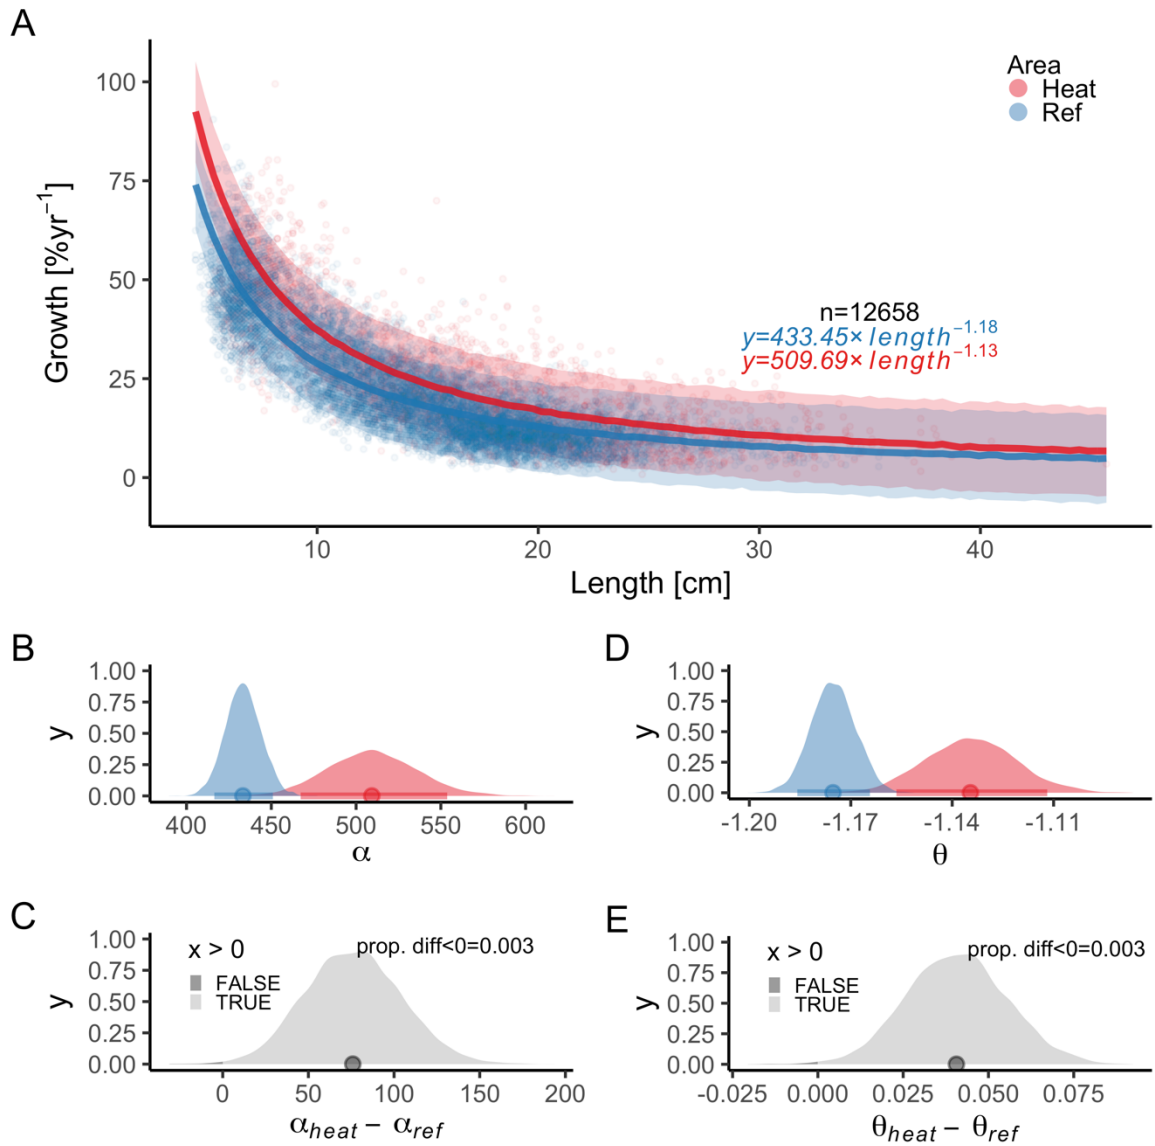 A
100
75
50
25
0
Growth [%yr−1]
Area
Heat
Ref
n=12658
y=433.45× length−1.18
y=509.69× length−1.13
10 20 30 40
Length [cm]
B
1.00
0.75
0.50
0.25
0.00
y
400 450 500 550 600
α
D
1.00
0.75
0.50
0.25
0.00
y
-1.20 -1.17 -1.14 -1.11
θ
C
1.00
0.75
0.50
0.25
0.00
y
x > 0
FALSE
TRUE
prop. diff<0=0.003
0 50 100 150 200
αheat − αref
E
1.00
0.75
0.50
0.25
0.00
y
x > 0
FALSE
TRUE
prop. diff<0=0.003
-0.025 0.000 0.025 0.050 0.075
θheat − θref